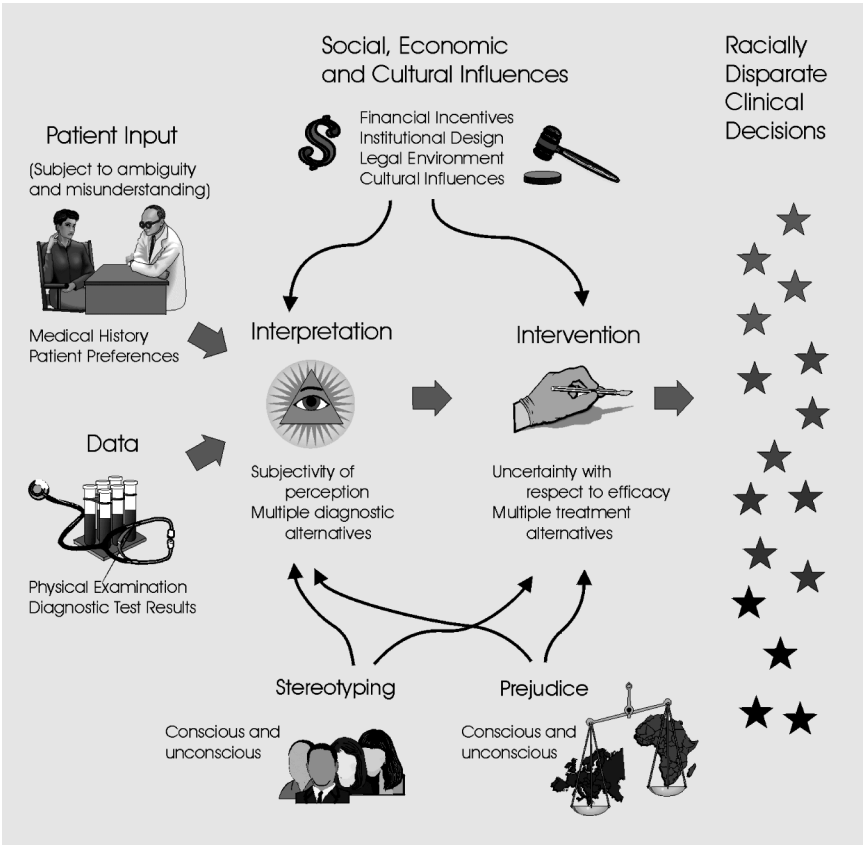 Social, Economic
and Cultural Influences
Financial Incentives
Institutional Design
Legal Environment
Cultural Influences
Racially
Disparate
Clinical
Decisions
Patient Input
(Subject to ambiguity
and misunderstanding)
Medical History
Patient Preferences
Data
Physical Examination
Diagnostic Test Results
Interpretation
Subjectivity of
perception
Multiple diagnostic
alternatives
Intervention
Uncertainty with
respect to efficacy
Multiple treatment
alternatives
Stereotyping
Conscious and
unconscious
Prejudice
Conscious and
unconscious